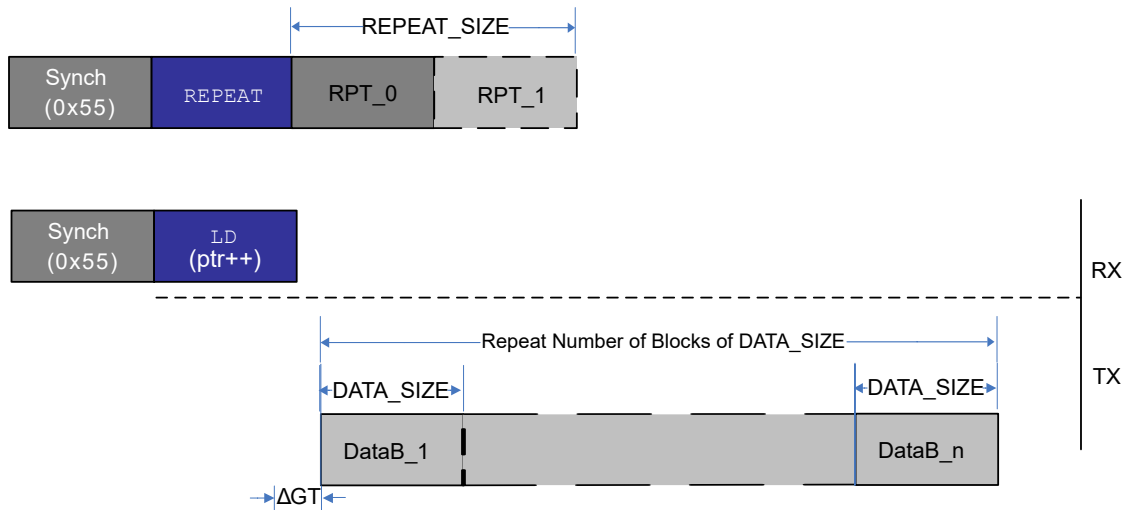 REPEAT_SIZE
Synch
(0x55)
REPEAT
RPT_0
RPT_1
Synch
(0x55)
LD
(ptr++)
RX
Repeat Number of Blocks of DATA_SIZE
TX
DATA_SIZE
DATA_SIZE
DataB_1
DataB_n
ΔGT